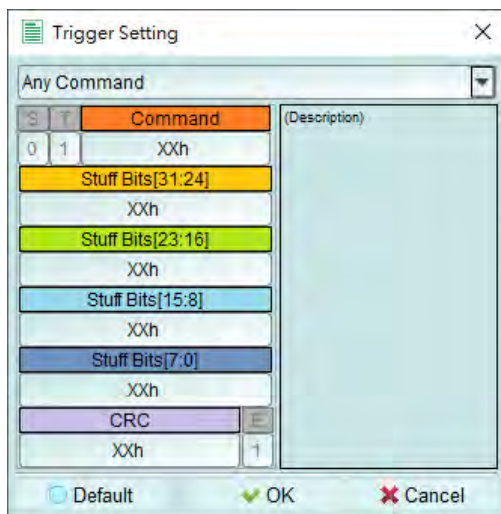 Trigger Setting
Any Command
S T Command (Description)
0 1 XXh
Stuff Bits[31:24]
XXh
Stuff Bits[23:16]
XXh
Stuff Bits[15:8]
XXh
Stuff Bits[7:0]
XXh
CRC E
XXh 1
Default OK Cancel